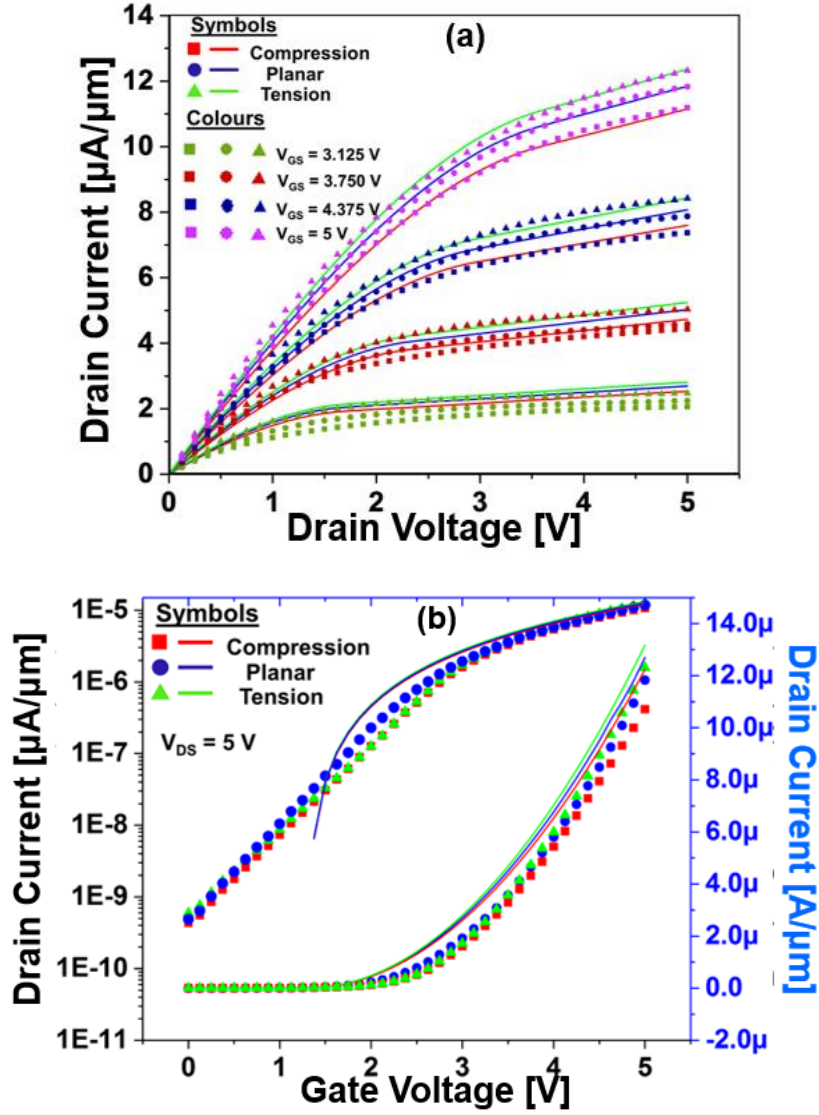 (a)
Symbols
Compression
Planar
Tension
Colours
V_GS = 3.125 V
V_GS = 3.750 V
V_GS = 4.375 V
V_GS = 5 V
14
12
10
8
6
4
2
0
0 1 2 3 4 5
Drain Current [µA/µm]
Drain Voltage [V]
(b)
Symbols
Compression
Planar
Tension
V_DS = 5 V
1E-5
1E-6
1E-7
1E-8
1E-9
1E-10
1E-11
14.0µ
12.0µ
10.0µ
8.0µ
6.0µ
4.0µ
2.0µ
0.0
-2.0µ
0 1 2 3 4 5
Drain Current [µA/µm]
Drain Current [A/µm]
Gate Voltage [V]